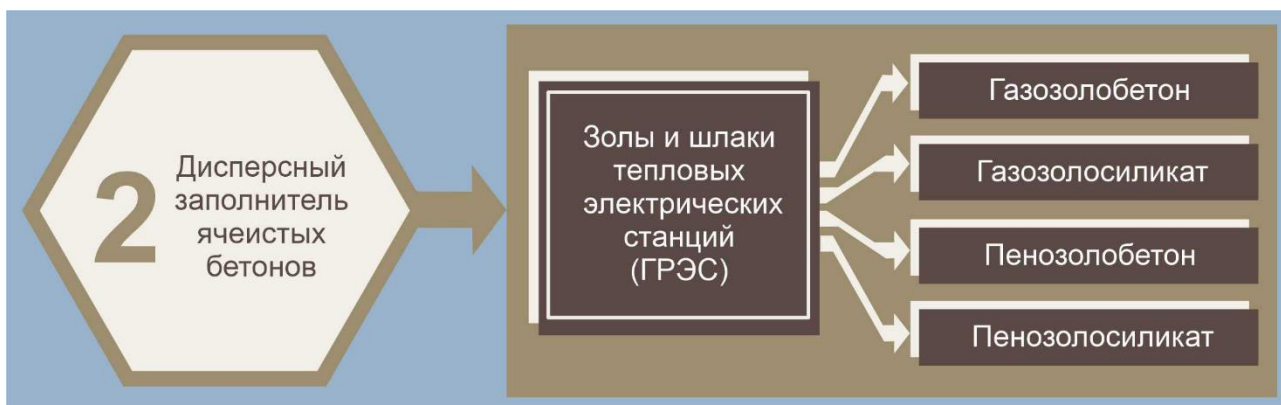 2
Дисперсный
заполнитель
ячеистых
бетонов
Золы и шлаки
тепловых
электрических
станций
(ГРЭС)
Газозолобетон
Газозолосиликат
Пенозолобетон
Пенозолосиликат